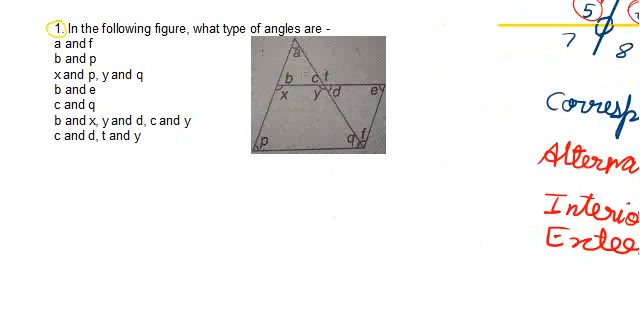 1. In the following figure, what type of angles are -
a and f
b and p
x and p, y and q
b and e
c and q
b and x, y and d, c and y
c and d, t and y
a
b c t
x y d e
p q f
5
7 8
Corresp
Alterna
Interio